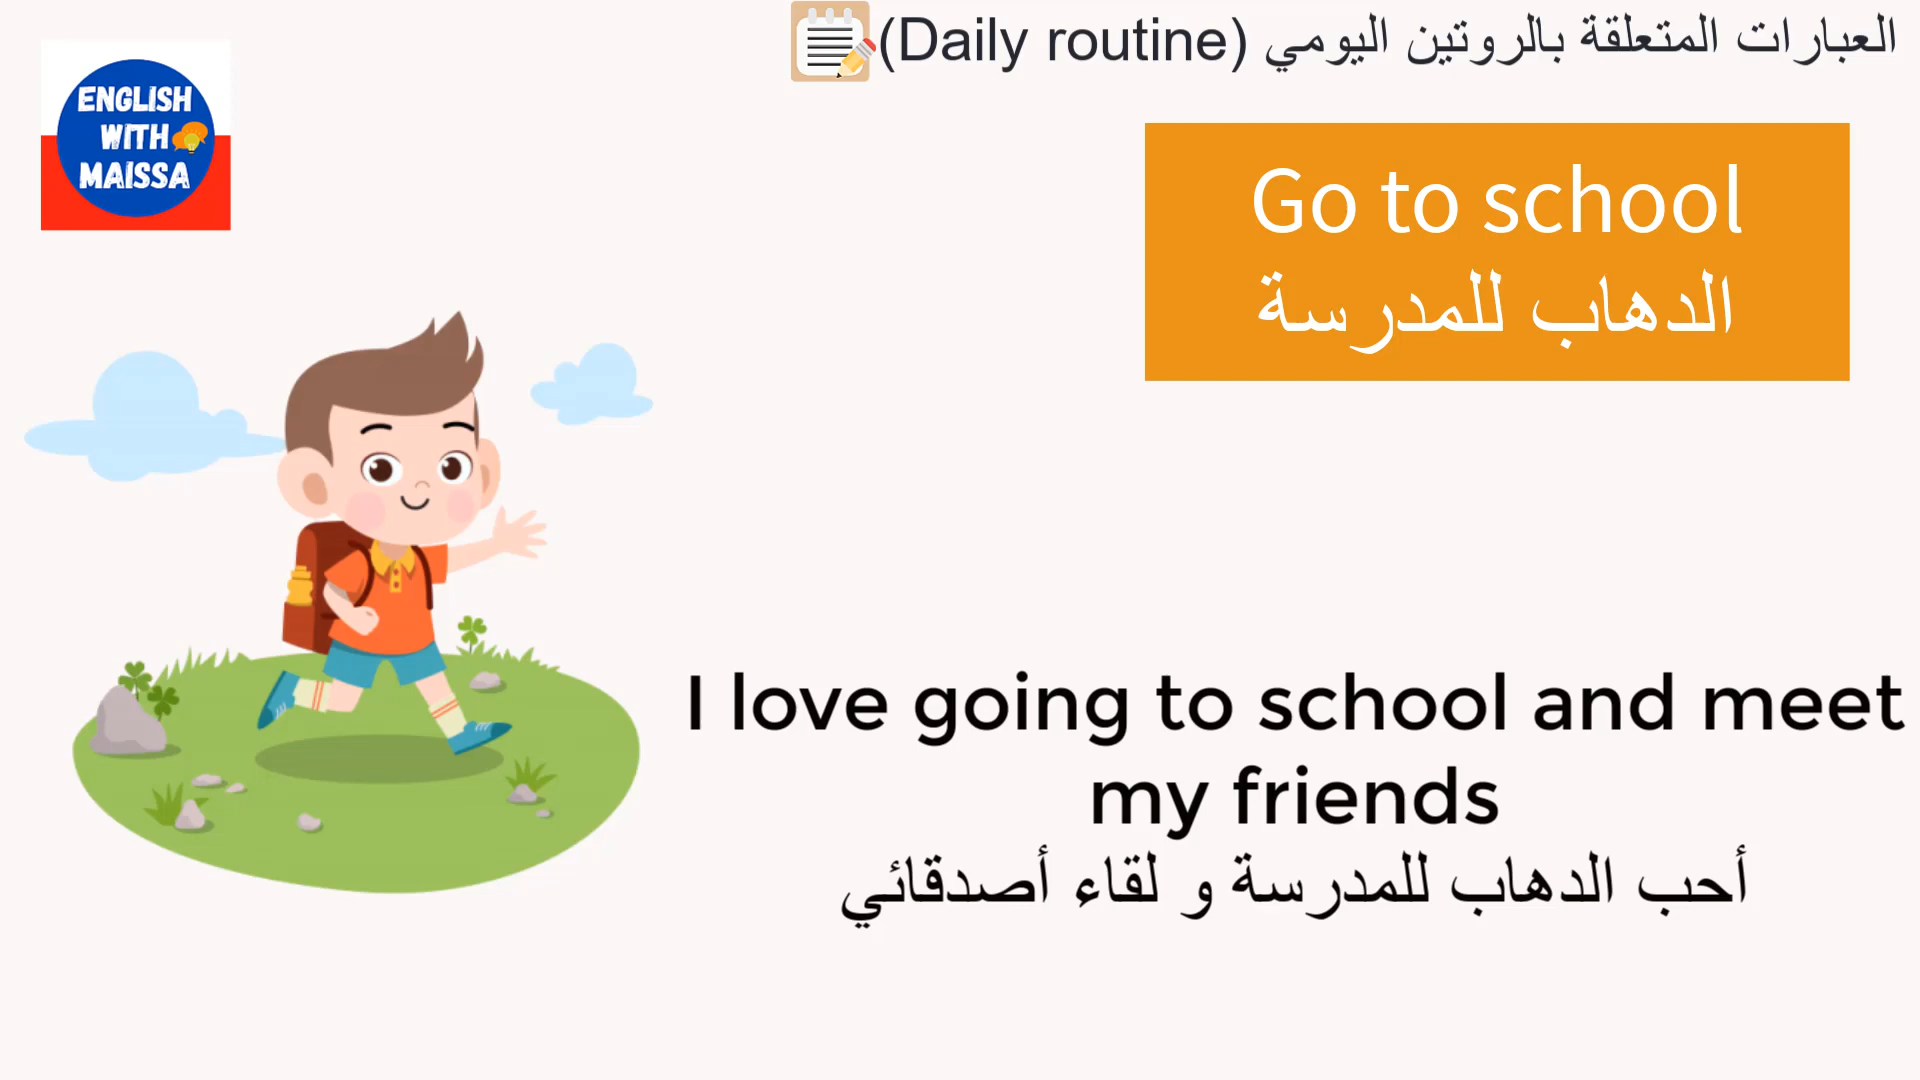 العبارات المتعلقة بالروتين اليومي (Daily routine)
ENGLISH
WITH
MAISSA
Go to school
الدهاب للمدرسة
I love going to school and meet
my friends
أحب الدهاب للمدرسة و لقاء أصدقائي